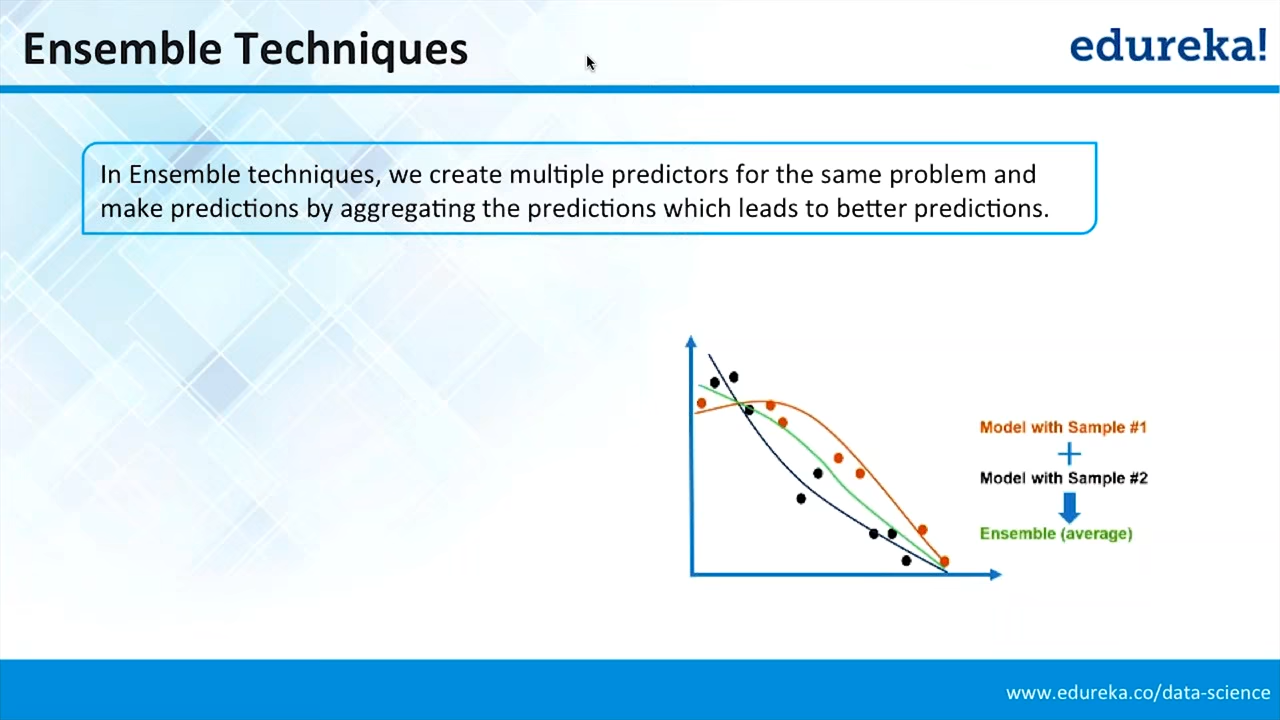 Ensemble Techniques
edureka!
In Ensemble techniques, we create multiple predictors for the same problem and
make predictions by aggregating the predictions which leads to better predictions.
Model with Sample #1
+
Model with Sample #2
Ensemble (average)
www.edureka.co/data-science